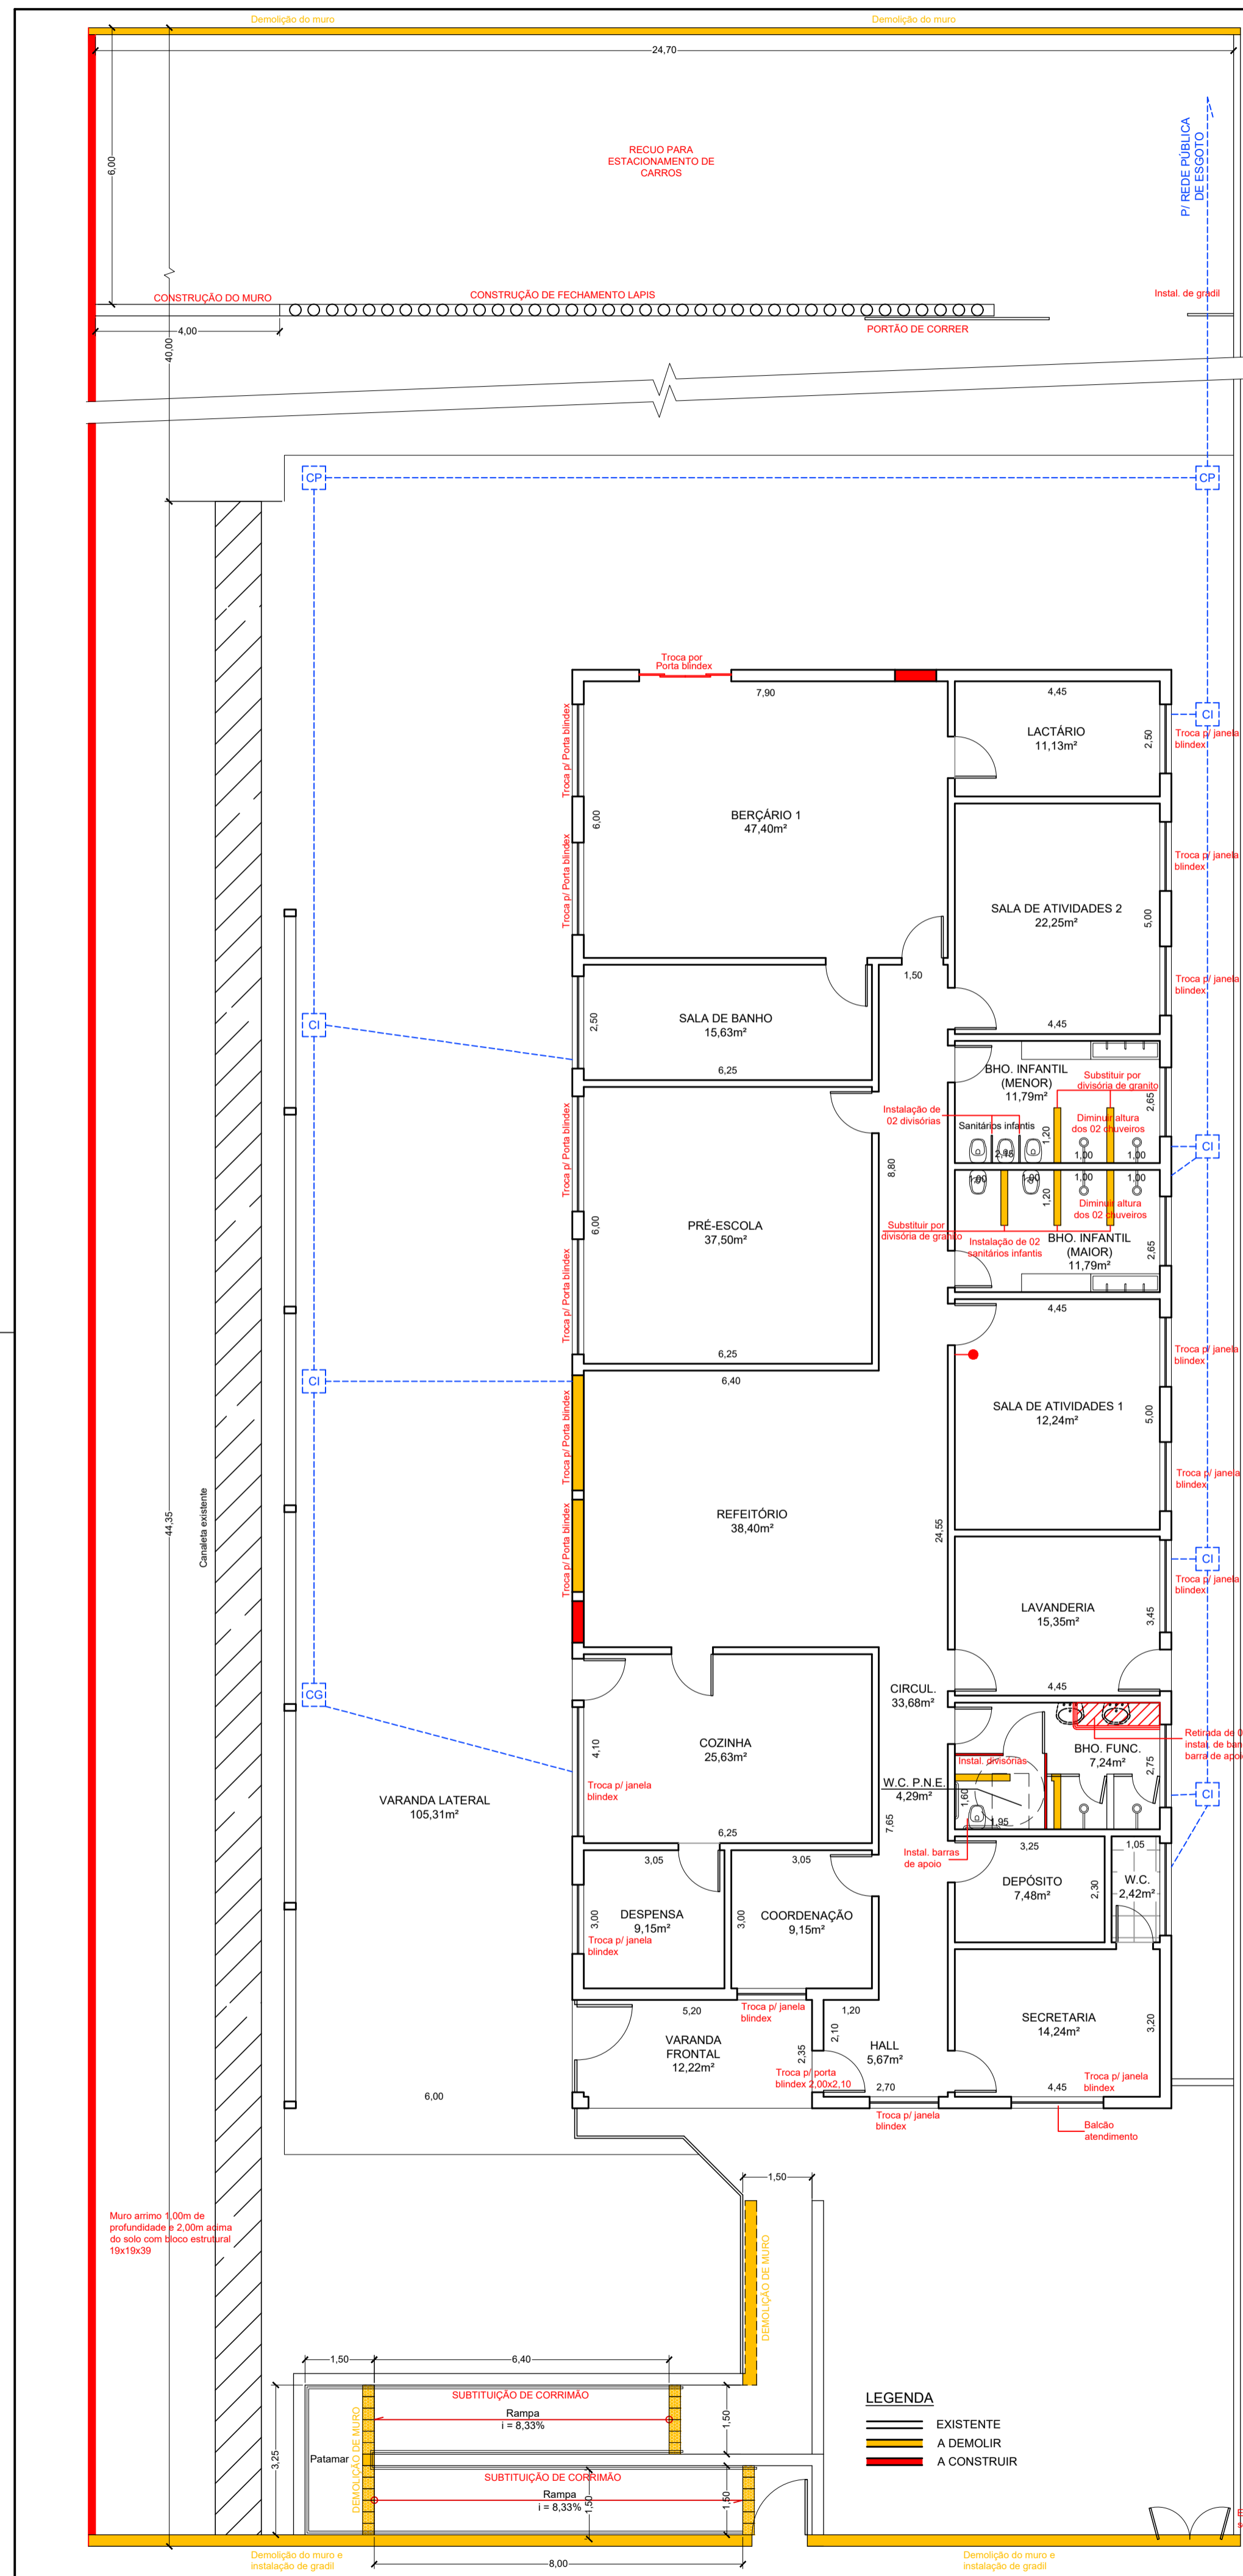 Demolição do muro
Demolição do muro
24,70
6,00
RECUO PARA
ESTACIONAMENTO DE
CARROS
P/ REDE PÚBLICA
DE ESGOTO
CONSTRUÇÃO DO MURO
CONSTRUÇÃO DE FECHAMENTO LAPIS
Instal. de gradil
PORTÃO DE CORRER
4,00
40,00
CP
CP
Troca por
Porta blindex
7,90
4,45
CI
LACTÁRIO
11,13m²
2,50
Troca p/ janela
blindex
Troca p/ Porta blindex
6,00
BERÇÁRIO 1
47,40m²
Troca p/ Porta blindex
Troca p/ janela
blindex
SALA DE ATIVIDADES 2
22,25m²
5,00
1,50
Troca p/ janela
blindex
CI
2,50
SALA DE BANHO
15,63m²
4,45
6,25
BHO. INFANTIL
(MENOR)
11,79m²
Substituir por
divisória de granito
2,65
Instalação de
02 divisórias
Sanitários infantis
Diminuir altura
dos 02 chuveiros
1,20
2,15
1,00
1,00
CI
Troca p/ Porta blindex
8,80
1,00
1,00
1,00
1,00
1,20
Diminuir altura
dos 02 chuveiros
6,00
PRÉ-ESCOLA
37,50m²
Substituir por
divisória de granito
Instalação de 02
sanitários infantis
BHO. INFANTIL
(MAIOR)
11,79m²
2,65
Troca p/ Porta blindex
4,45
6,25
Troca p/ janela
blindex
CI
6,40
SALA DE ATIVIDADES 1
12,24m²
5,00
Troca p/ Porta blindex
Troca p/ janela
blindex
44,35
Canaleta existente
REFEITÓRIO
38,40m²
24,55
Troca p/ Porta blindex
CI
Troca p/ janela
blindex
LAVANDERIA
15,35m²
3,45
4,45
CG
CIRCUL.
33,68m²
COZINHA
25,63m²
4,10
Retirada de
instal. de
barra de
BHO. FUNC.
7,24m²
2,75
Instal. divisórias
Troca p/ janela
blindex
W.C. P.N.E.
4,29m²
1,60
1,95
CI
VARANDA LATERAL
105,31m²
7,65
6,25
3,25
1,05
Instal. barras
de apoio
3,05
3,05
DEPÓSITO
7,48m²
2,30
W.C.
2,42m²
DESPENSA
9,15m²
3,00
COORDENAÇÃO
9,15m²
3,00
Troca p/ janela
blindex
Troca p/ janela
blindex
5,20
1,20
SECRETARIA
14,24m²
3,20
VARANDA
FRONTAL
12,22m²
2,35
2,10
HALL
5,67m²
Troca p/ porta
blindex 2,00x2,10
Troca p/ janela
blindex
2,70
4,45
6,00
Troca p/ janela
blindex
Balcão
atendimento
1,50
Muro arrimo 1,00m de
profundidade e 2,00m acima
do solo com bloco estrutural
19x19x39
DEMOLIÇÃO DE MURO
1,50
6,40
SUBTITUIÇÃO DE CORRIMÃO
Rampa
i = 8,33%
1,50
LEGENDA
EXISTENTE
A DEMOLIR
A CONSTRUIR
3,25
Patamar
DEMOLIÇÃO DE MURO
SUBTITUIÇÃO DE CORRIMÃO
Rampa
i = 8,33%
1,50
1,50
Demolição do muro e
instalação de gradil
8,00
Demolição do muro e
instalação de gradil